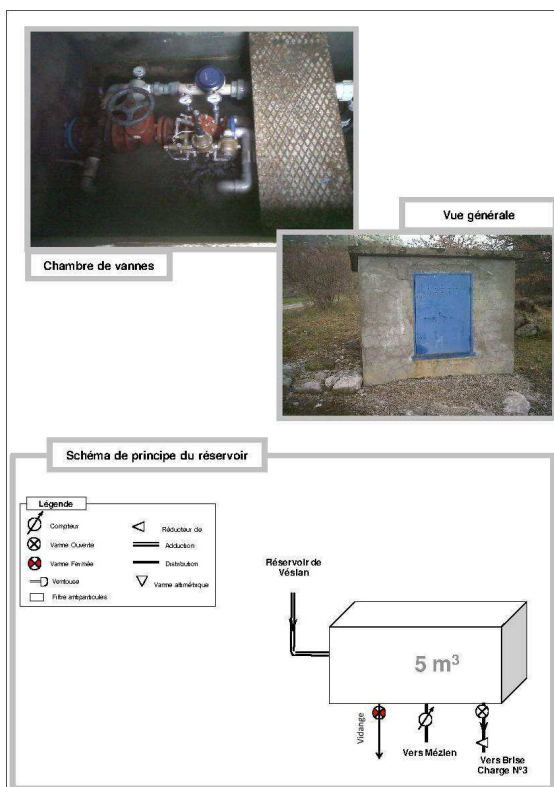 Vue générale
Chambre de vannes
Schéma de principe du réservoir
Légende
Compteur
Réducteur de
Vanne Ouverte
Adduction
Vanne Fermée
Distribution
Ventouse
Vanne altimétrique
Filtre antiparticules
Réservoir de
Véslan
5 m³
Vidange
Vers Mézien
Vers Brise
Charge N°3